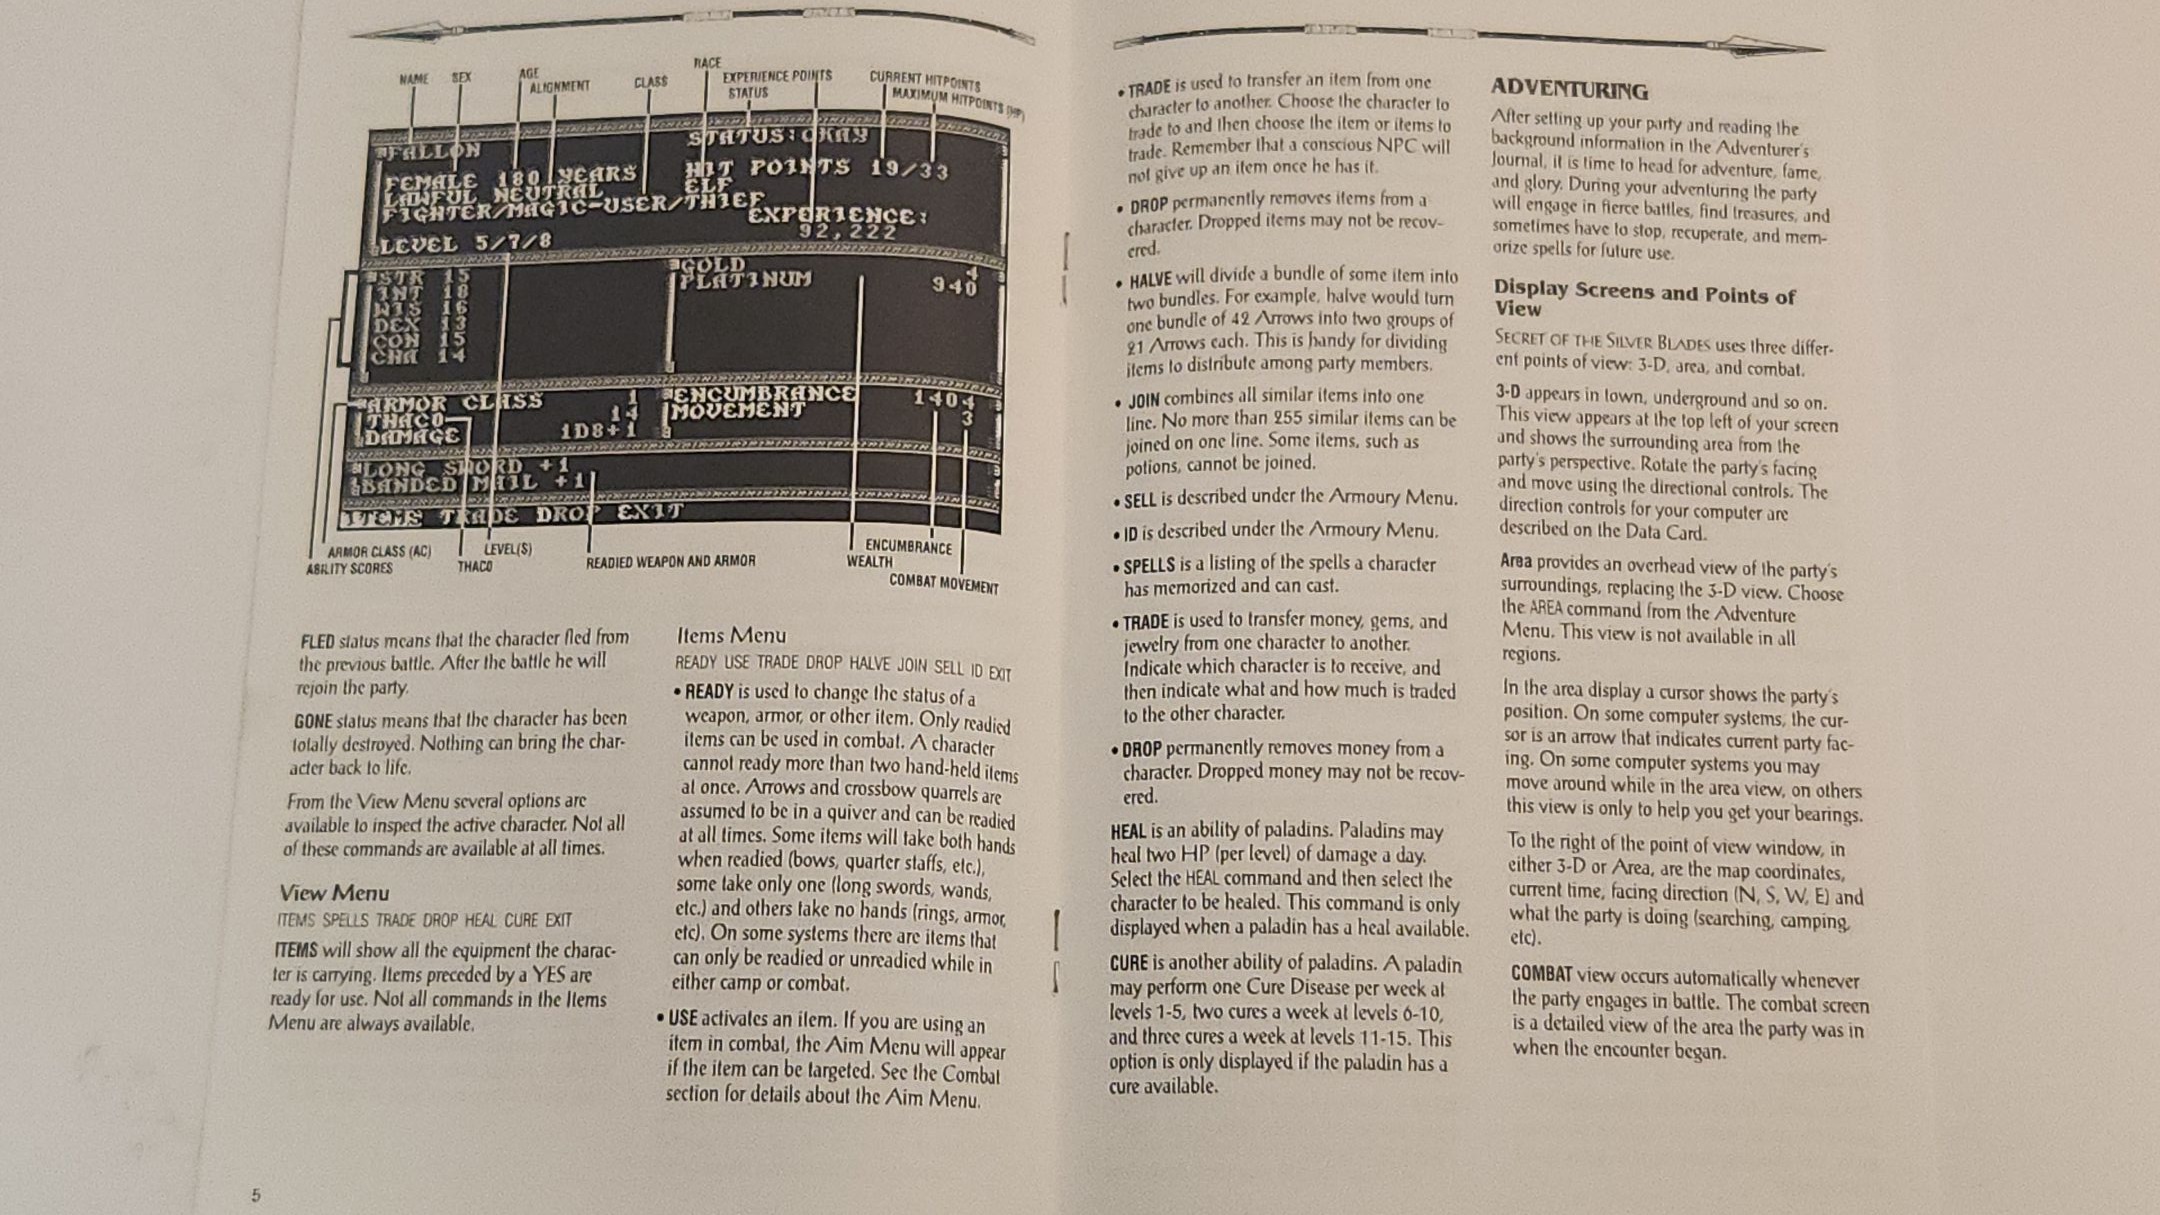 NAME SEX AGE ALIGNMENT CLASS RACE EXPERIENCE POINTS STATUS CURRENT HITPOINTS MAXIMUM HITPOINTS (HP)
FALLON STATUS: OKAY
FEMALE 180 YEARS HIT POINTS 19/33
LAWFUL NEUTRAL ELF
FIGHTER/MAGIC-USER/THIEF
EXPERIENCE:
92,222
LEVEL 5/7/8
STR 15 GOLD 4
INT 18 PLATINUM 940
WIS 16
DEX 13
CON 15
CHA 14
ARMOR CLASS 1 ENCUMBRANCE 1404
THAC0 14 MOVEMENT 3
DAMAGE 1D8+1
LONG SWORD +1
BANDED MAIL +1
ITEMS TRADE DROP EXIT
ARMOR CLASS (AC) LEVEL(S) ENCUMBRANCE
ABILITY SCORES THAC0 READIED WEAPON AND ARMOR WEALTH
COMBAT MOVEMENT
FLED status means that the character fled from
the previous battle. After the battle he will
rejoin the party.
GONE status means that the character has been
totally destroyed. Nothing can bring the char-
acter back to life.
From the View Menu several options are
available to inspect the active character. Not all
of these commands are available at all times.
View Menu
ITEMS SPELLS TRADE DROP HEAL CURE EXIT
ITEMS will show all the equipment the charac-
ter is carrying. Items preceded by a YES are
ready for use. Not all commands in the Items
Menu are always available.
5
Items Menu
READY USE TRADE DROP HALVE JOIN SELL ID EXIT
• READY is used to change the status of a
weapon, armor, or other item. Only readied
items can be used in combat. A character
cannot ready more than two hand-held items
at once. Arrows and crossbow quarrels are
assumed to be in a quiver and can be readied
at all times. Some items will take both hands
when readied (bows, quarter staffs, etc.),
some take only one (long swords, wands,
etc.) and others take no hands (rings, armor,
etc). On some systems there are items that
can only be readied or unreadied while in
either camp or combat.
• USE activates an item. If you are using an
item in combat, the Aim Menu will appear
if the item can be targeted. See the Combat
section for details about the Aim Menu.
• TRADE is used to transfer an item from one
character to another. Choose the character to
trade to and then choose the item or items to
trade. Remember that a conscious NPC will
not give up an item once he has it.
• DROP permanently removes items from a
character. Dropped items may not be recov-
ered.
• HALVE will divide a bundle of some item into
two bundles. For example, halve would turn
one bundle of 42 Arrows into two groups of
21 Arrows each. This is handy for dividing
items to distribute among party members.
• JOIN combines all similar items into one
line. No more than 255 similar items can be
joined on one line. Some items, such as
potions, cannot be joined.
• SELL is described under the Armoury Menu.
• ID is described under the Armoury Menu.
• SPELLS is a listing of the spells a character
has memorized and can cast.
• TRADE is used to transfer money, gems, and
jewelry from one character to another.
Indicate which character is to receive, and
then indicate what and how much is traded
to the other character.
• DROP permanently removes money from a
character. Dropped money may not be recov-
ered.
HEAL is an ability of paladins. Paladins may
heal two HP (per level) of damage a day.
Select the HEAL command and then select the
character to be healed. This command is only
displayed when a paladin has a heal available.
CURE is another ability of paladins. A paladin
may perform one Cure Disease per week at
levels 1-5, two cures a week at levels 6-10,
and three cures a week at levels 11-15. This
option is only displayed if the paladin has a
cure available.
ADVENTURING
After setting up your party and reading the
background information in the Adventurer's
Journal, it is time to head for adventure, fame,
and glory. During your adventuring the party
will engage in fierce battles, find treasures, and
sometimes have to stop, recuperate, and mem-
orize spells for future use.
Display Screens and Points of
View
SECRET OF THE SILVER BLADES uses three differ-
ent points of view: 3-D, area, and combat.
3-D appears in town, underground and so on.
This view appears at the top left of your screen
and shows the surrounding area from the
party's perspective. Rotate the party's facing
and move using the directional controls. The
direction controls for your computer are
described on the Data Card.
Area provides an overhead view of the party's
surroundings, replacing the 3-D view. Choose
the AREA command from the Adventure
Menu. This view is not available in all
regions.
In the area display a cursor shows the party's
position. On some computer systems, the cur-
sor is an arrow that indicates current party fac-
ing. On some computer systems you may
move around while in the area view, on others
this view is only to help you get your bearings.
To the right of the point of view window, in
either 3-D or Area, are the map coordinates,
current time, facing direction (N, S, W, E) and
what the party is doing (searching, camping,
etc).
COMBAT view occurs automatically whenever
the party engages in battle. The combat screen
is a detailed view of the area the party was in
when the encounter began.